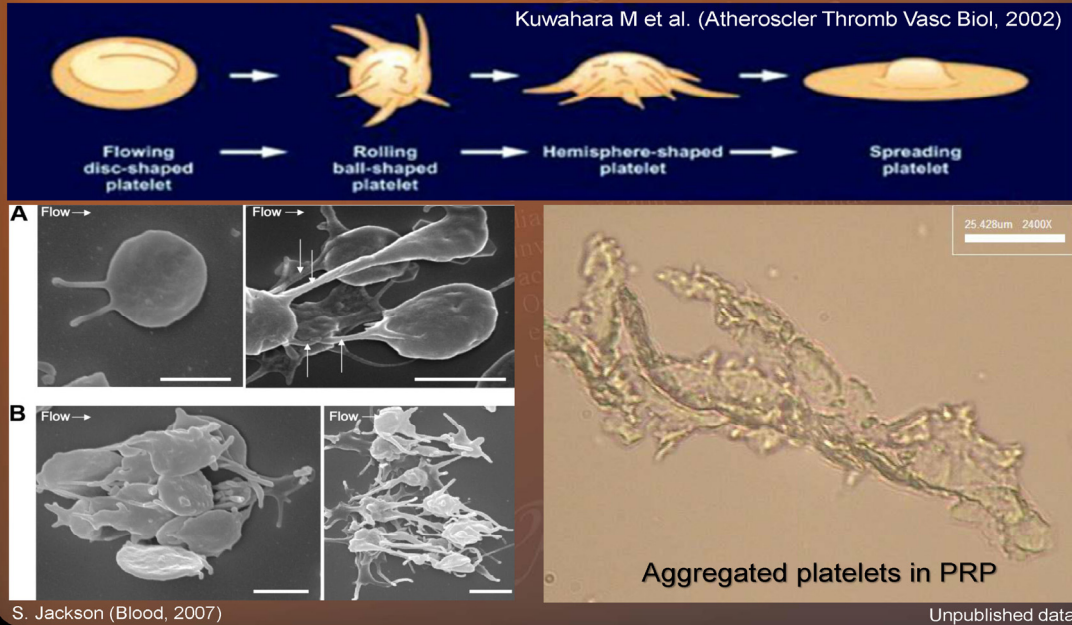 Kuwahara M et al. (Atheroscler Thromb Vasc Biol, 2002)
Flowing
disc-shaped
platelet
Rolling
ball-shaped
platelet
Hemisphere-shaped
platelet
Spreading
platelet
A
Flow
Flow
25.428um 2400X
B
Flow
Flow
Aggregated platelets in PRP
S. Jackson (Blood, 2007)
Unpublished data